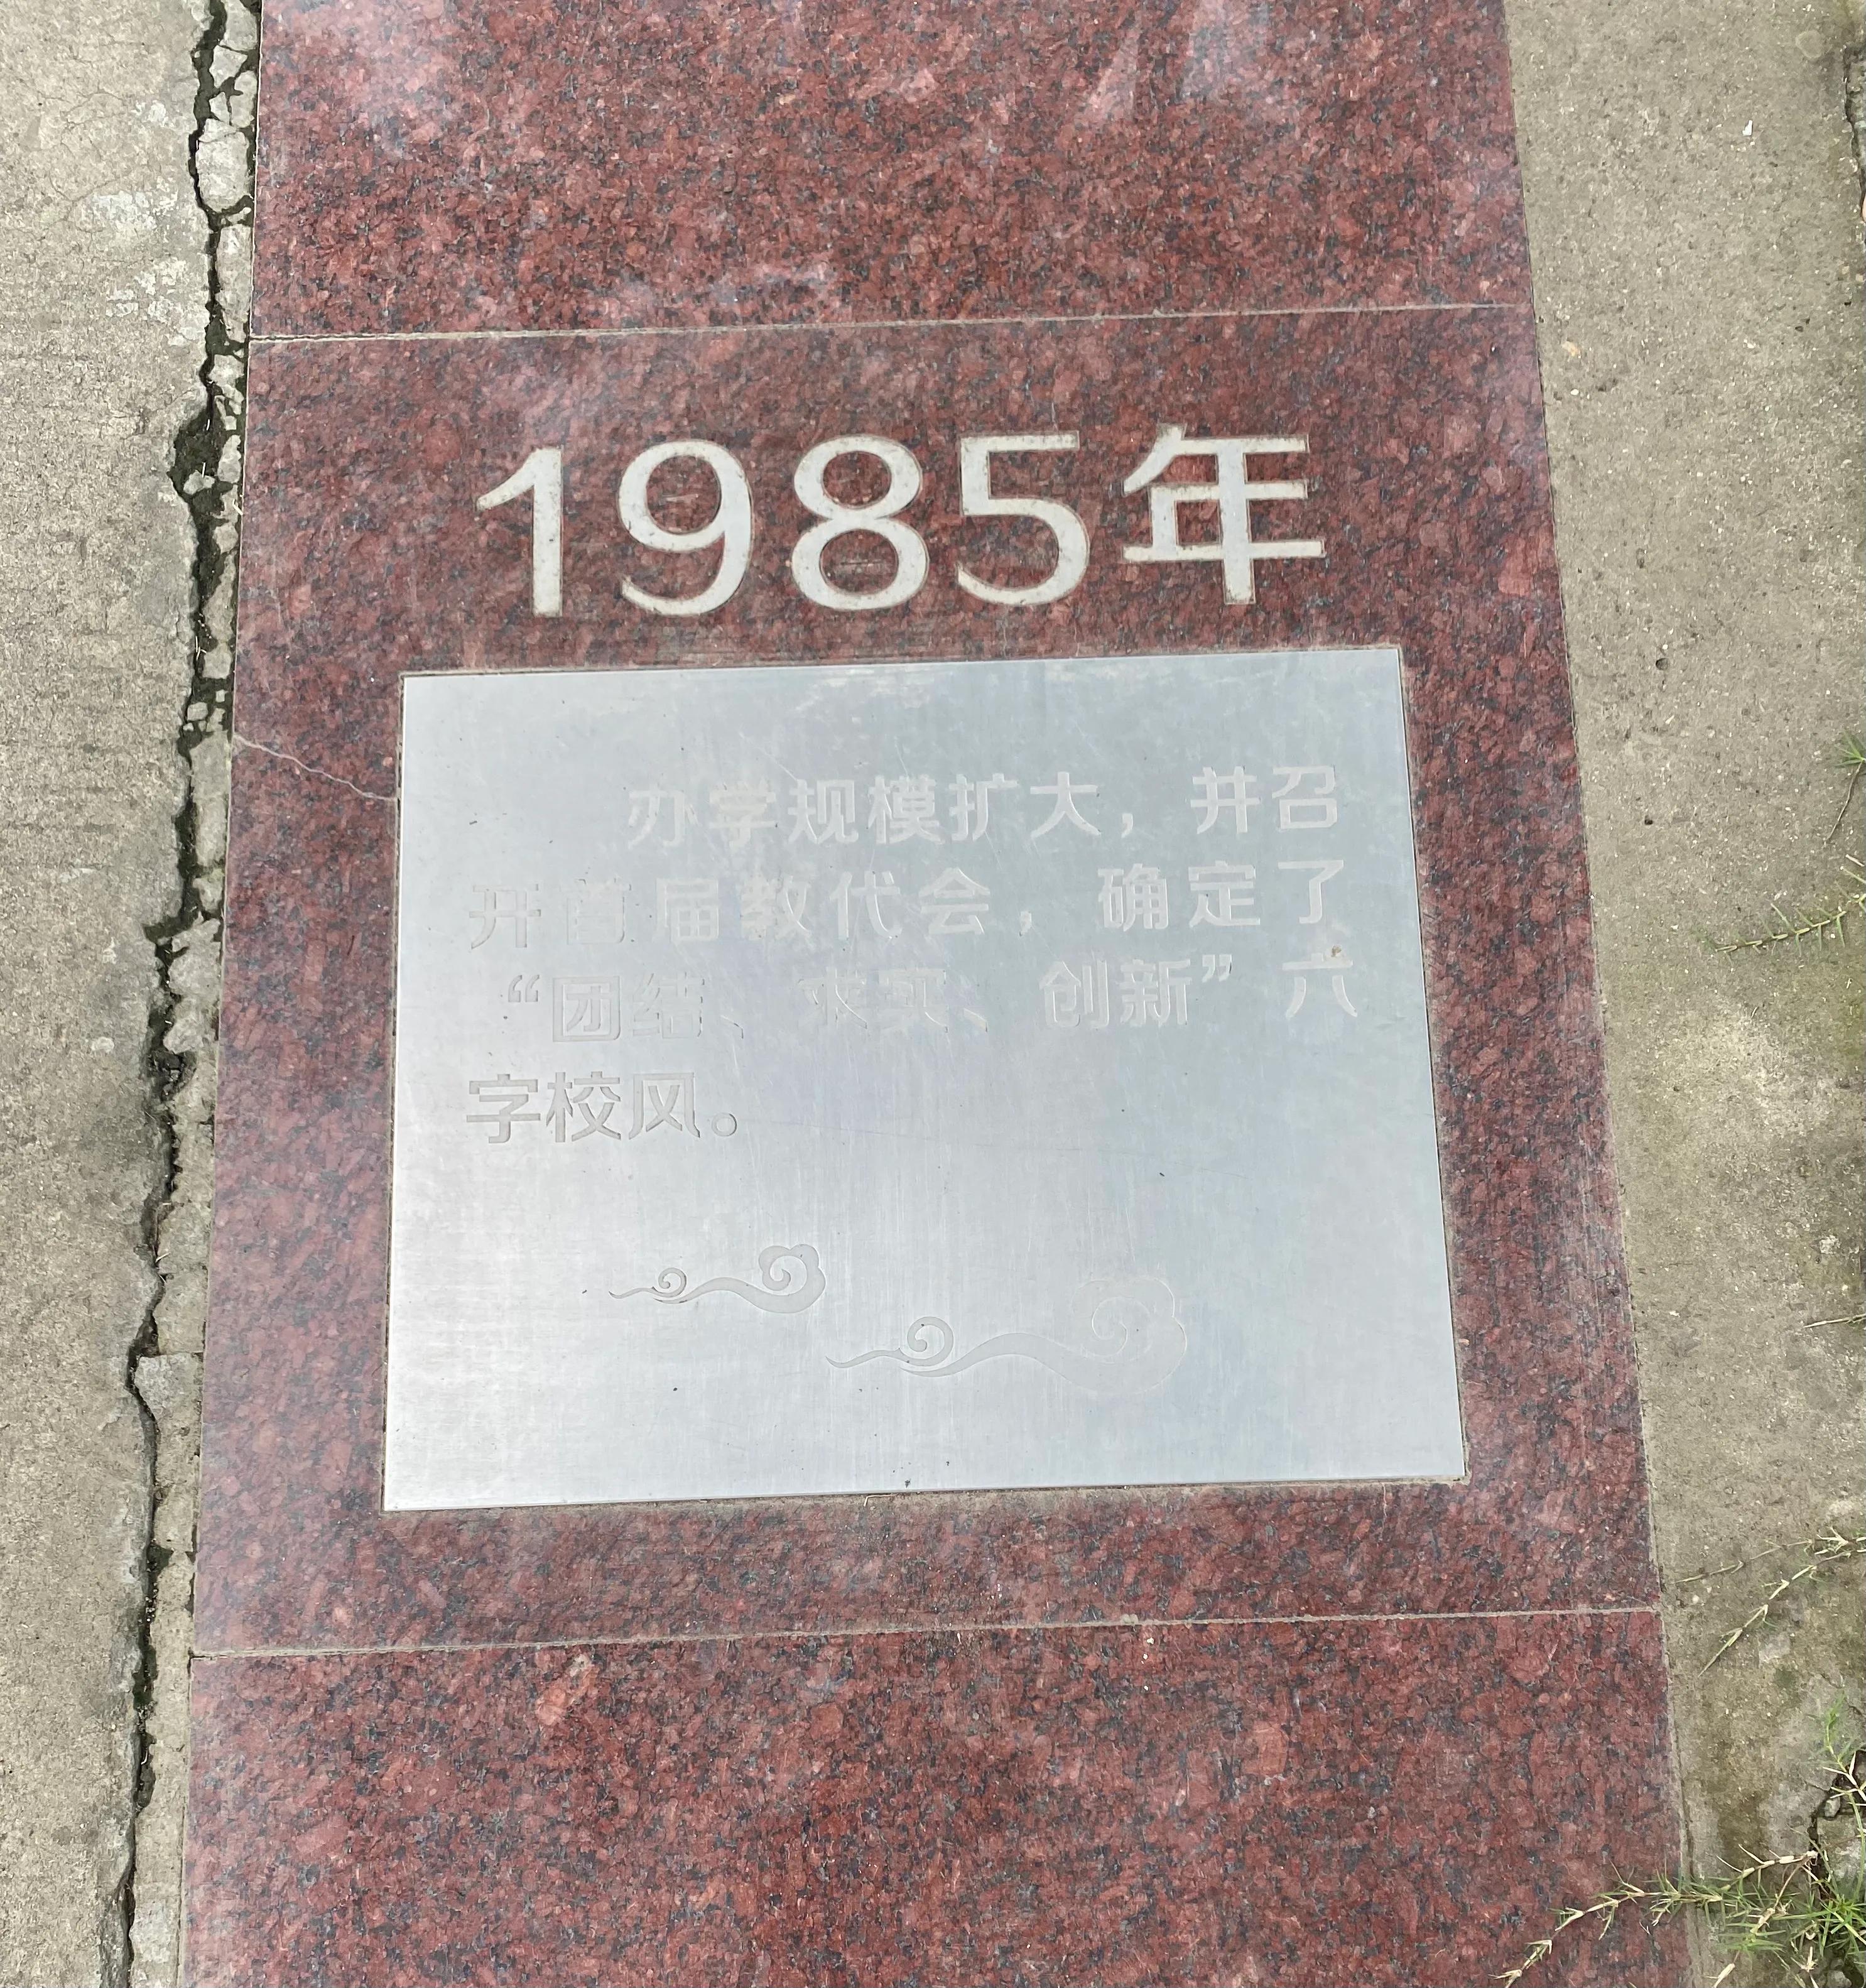 1985年
办学规模扩大，并召
开首届教代会，确定了
“团结、求实、创新”六
字校风。